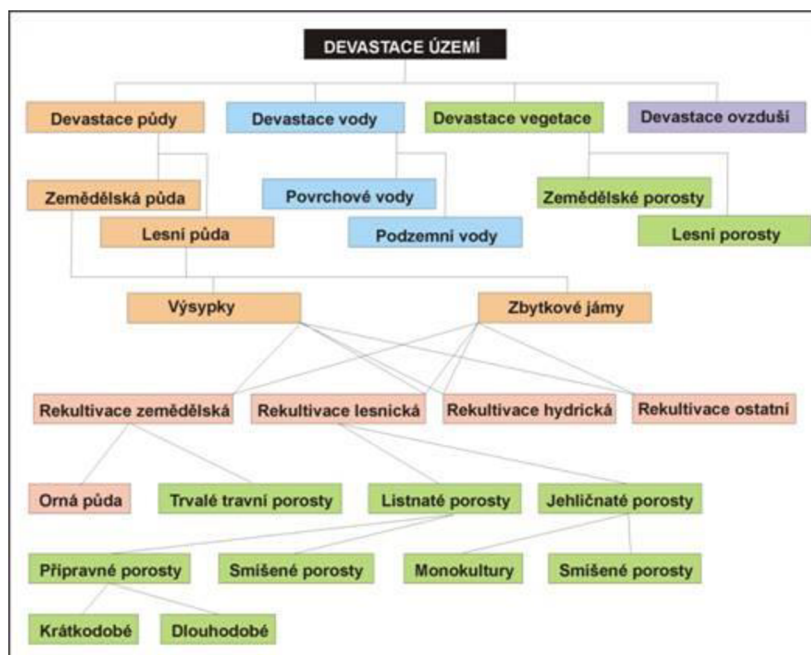 DEVASTACE ÚZEMÍ
Devastace půdy
Devastace vody
Devastace vegetace
Devastace ovzduší
Zemědělská půda
Povrchové vody
Zemědělské porosty
Lesní půda
Podzemní vody
Lesní porosty
Výsypky
Zbytkové jámy
Rekultivace zemědělská
Rekultivace lesnická
Rekultivace hydrická
Rekultivace ostatní
Orná půda
Trvalé travní porosty
Listnaté porosty
Jehličnaté porosty
Přípravné porosty
Smíšené porosty
Monokultury
Smíšené porosty
Krátkodobé
Dlouhodobé